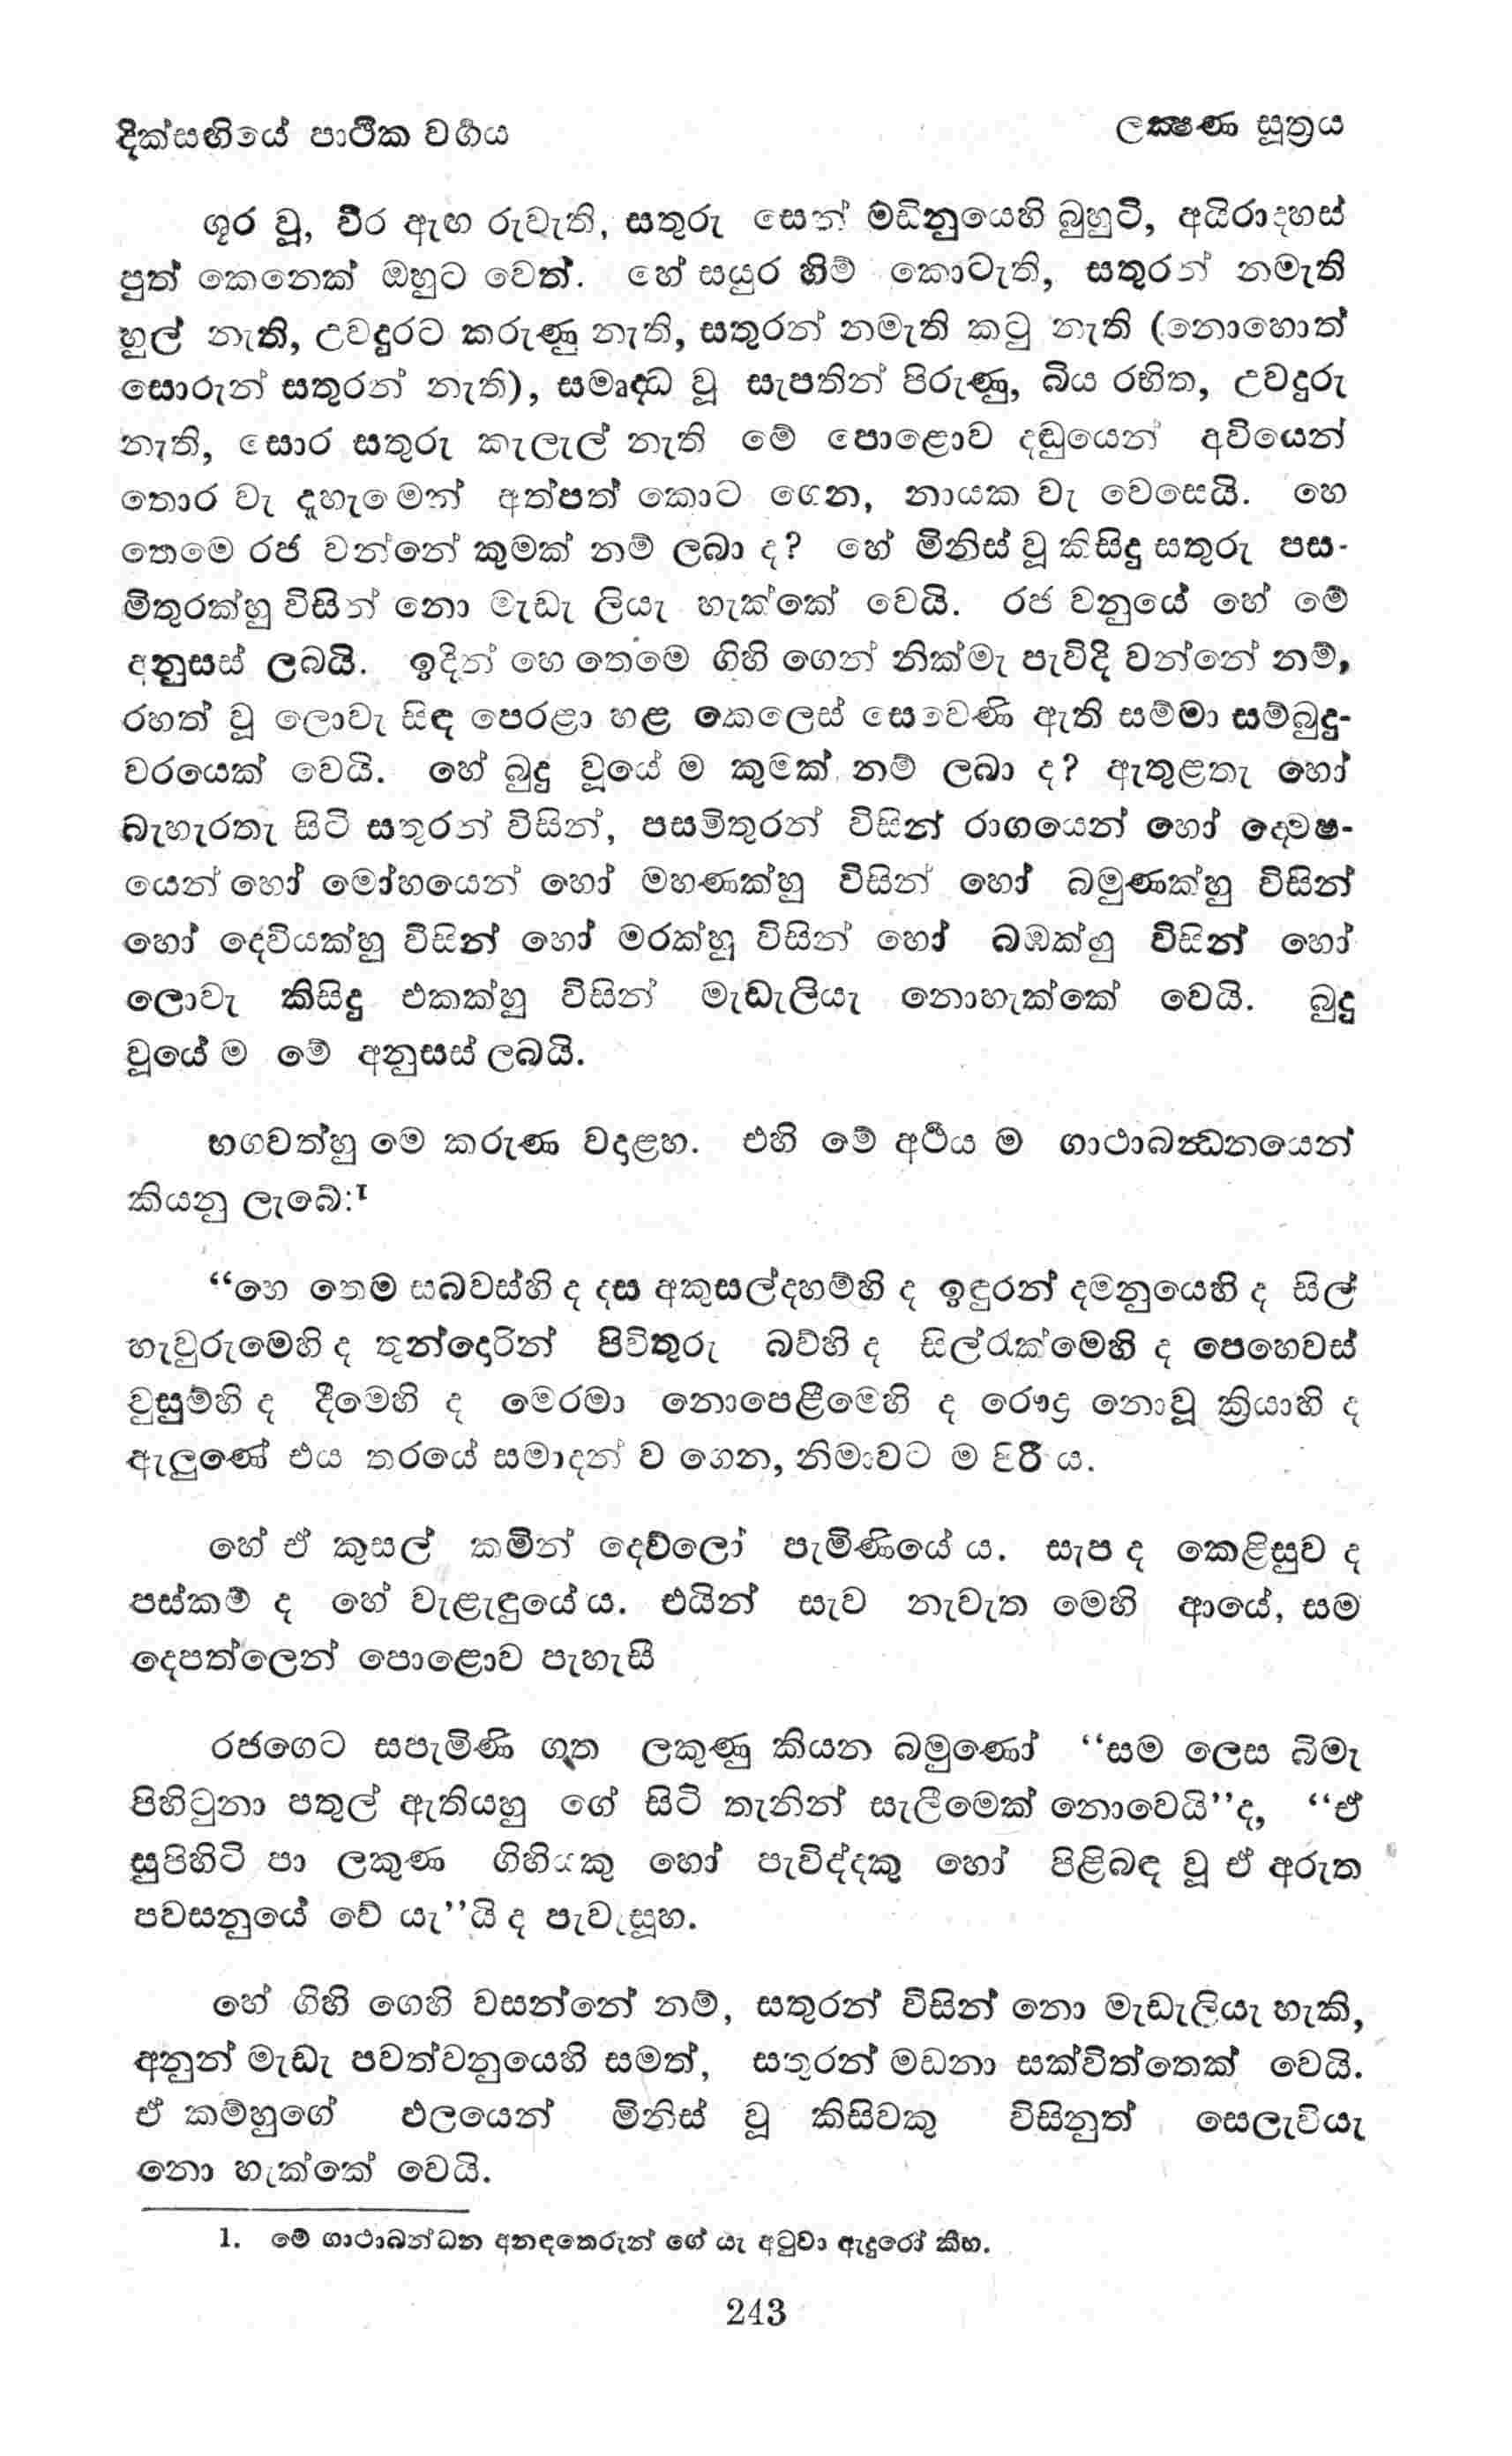 දික්සඟියේ පාථික වර්‍ගය
ලක්‍ෂණ සූත්‍රය
ශූර වූ, වීර ඇඟ රුවැති, සතුරු සෙන් මඩිනුයෙහි බුහුටි, අයිරාදහස්
පුත් කෙනෙක් ඔහුට වෙත්. හේ සයුර හිම් කොටැති, සතුරන් නමැති
හුල් නැති, උවදුරට කරුණු නැති, සතුරන් නමැති කටු නැති (නොහොත්
සොරුන් සතුරන් නැති), සමෘද්ධ වූ සැපතින් පිරුණු, බිය රහිත, උවදුරු
නැති, සොර සතුරු කැලැල් නැති මේ පොළොව දඬුයෙන් අවියෙන්
තොර වැ දැහැමෙන් අත්පත් කොට ගෙන, නායක වැ වෙසෙයි. හෙ
තෙමෙ රජ වන්නේ කුමක් නම් ලබා ද? හේ මිනිස් වූ කිසිදු සතුරු පස-
මිතුරක්හු විසින් නො මැඩැ ලියැ හැක්කේ වෙයි. රජ වනුයේ හේ මේ
අනුසස් ලබයි. ඉදින් හෙ තෙමෙ ගිහි ගෙන් නික්මැ පැවිදි වන්නේ නම්,
රහත් වූ ලොවැ සිඳ පෙරළා හළ කෙලෙස් සෙවෙණි ඇති සම්මා සම්බුදු-
වරයෙක් වෙයි. හේ බුදු වූයේ ම කුමක් නම් ලබා ද? ඇතුළතැ හෝ
බැහැරතැ සිටි සතුරන් විසින්, පසමිතුරන් විසින් රාගයෙන් හෝ ද්වෙෂ-
යෙන් හෝ මෝහයෙන් හෝ මහණක්හු විසින් හෝ බමුණක්හු විසින්
හෝ දෙවියක්හු විසින් හෝ මරක්හු විසින් හෝ බඹක්හු විසින් හෝ
ලොවැ කිසිදු එකක්හු විසින් මැඩැලියැ නොහැක්කේ වෙයි. බුදු
වූයේ ම මේ අනුසස් ලබයි.
භගවත්හු මෙ කරුණ වදාළහ. එහි මේ අර්‍ථය ම ගාථාබන්ධනයෙන්
කියනු ලැබේ:¹
“හෙ තෙම සබවස්හි ද දස අකුසල්දහම්හි ද ඉඳුරන් දමනුයෙහි ද සිල්
හැවුරුමෙහි ද තුන්දොරින් පිවිතුරු බව්හි ද සිල්රැක්මෙහි ද පෙහෙවස්
වුසුම්හි ද දීමෙහි ද මෙරමා නොපෙළීමෙහි ද රෞද්‍ර නොවූ ක්‍රියාහි ද
ඇලුණේ එය තරයේ සමාදන් ව ගෙන, නිමාවට ම පිරී ය.
හේ ඒ කුසල් කමින් දෙව්ලෝ පැමිණියේ ය. සැප ද කෙළිසුව ද
පස්කම් ද හේ වැළැඳුයේ ය. එයින් සැව නැවැත මෙහි ආයේ, සම
දෙපත්ලෙන් පොළොව පැහැසී
රජගෙට සපැමිණි ගත ලකුණු කියන බමුණෝ “සම ලෙස බිමැ
පිහිටුනා පතුල් ඇතියහු ගේ සිටි තැනින් සැලීමෙක් නොවෙයි”ද, “ඒ
සුපිහිටි පා ලකුණ ගිහියකු හෝ පැවිද්දකු හෝ පිළිබඳ වූ ඒ අරුත
පවසනුයේ වේ යැ”යි ද පැවැසූහ.
හේ ගිහි ගෙහි වසන්නේ නම්, සතුරන් විසින් නො මැඩැලියැ හැකි,
අනුන් මැඩැ පවත්වනුයෙහි සමත්, සතුරන් මඩනා සක්විත්තෙක් වෙයි.
ඒ කම්හුගේ ඵලයෙන් මිනිස් වූ කිසිවකු විසිනුත් සෙලැවියැ
නො හැක්කේ වෙයි.
1. මේ ගාථාබන්ධන අනඳතෙරුන් ගේ යැ අටුවා ඇදුරෝ කීහ.
243